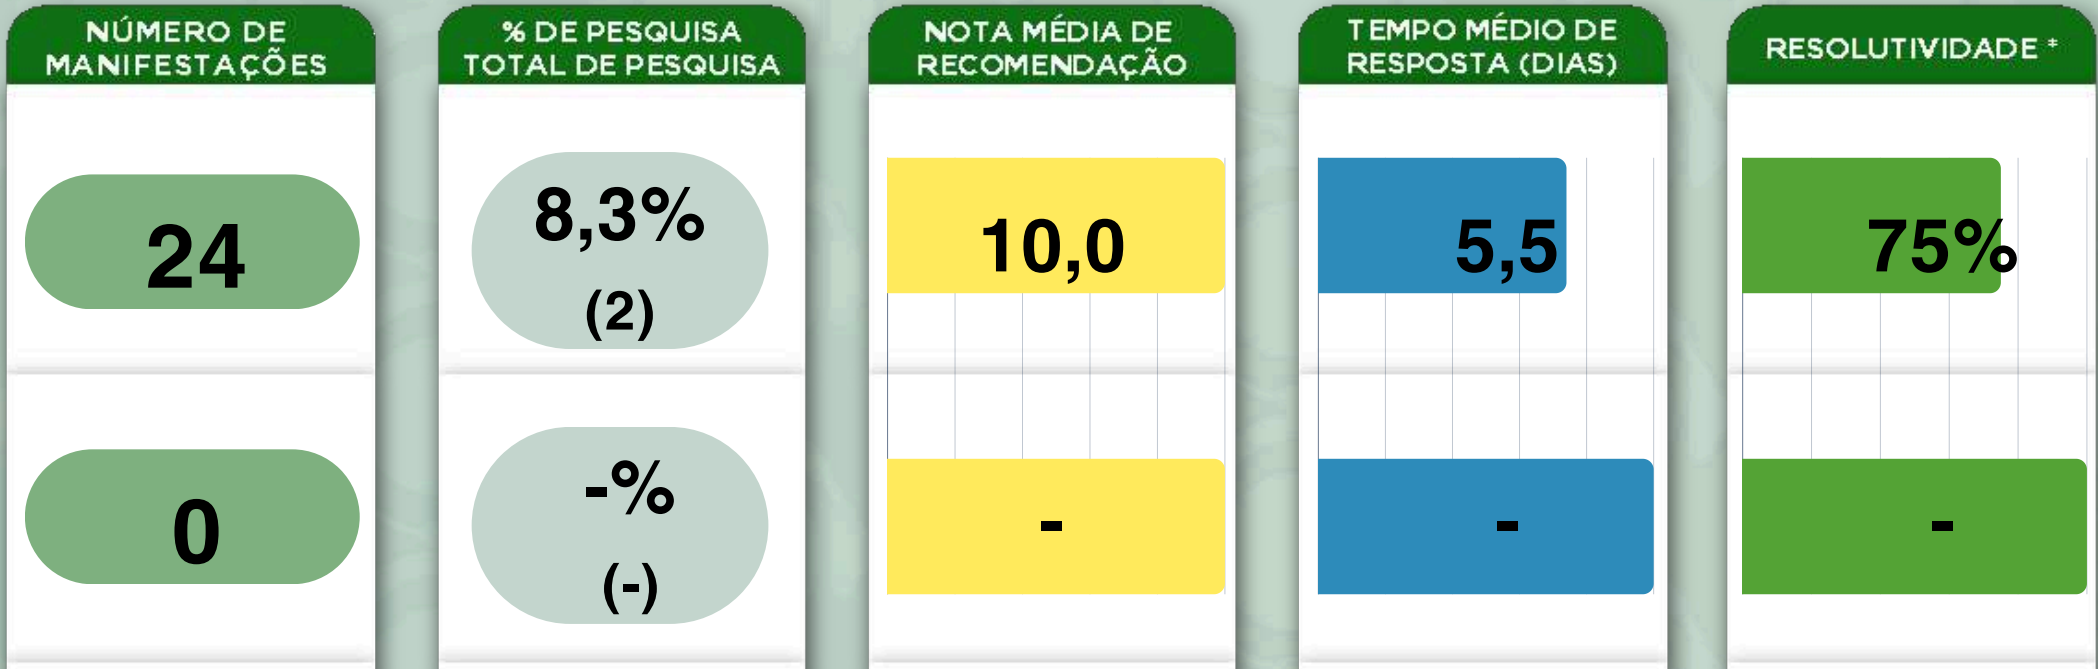 NÚMERO DE
MANIFESTAÇÕES
% DE PESQUISA
TOTAL DE PESQUISA
NOTA MÉDIA DE
RECOMENDAÇÃO
TEMPO MÉDIO DE
RESPOSTA (DIAS)
RESOLUTIVIDADE *
24
8,3%
(2)
10,0
5,5
75%
0
-%
(-)
-
-
-